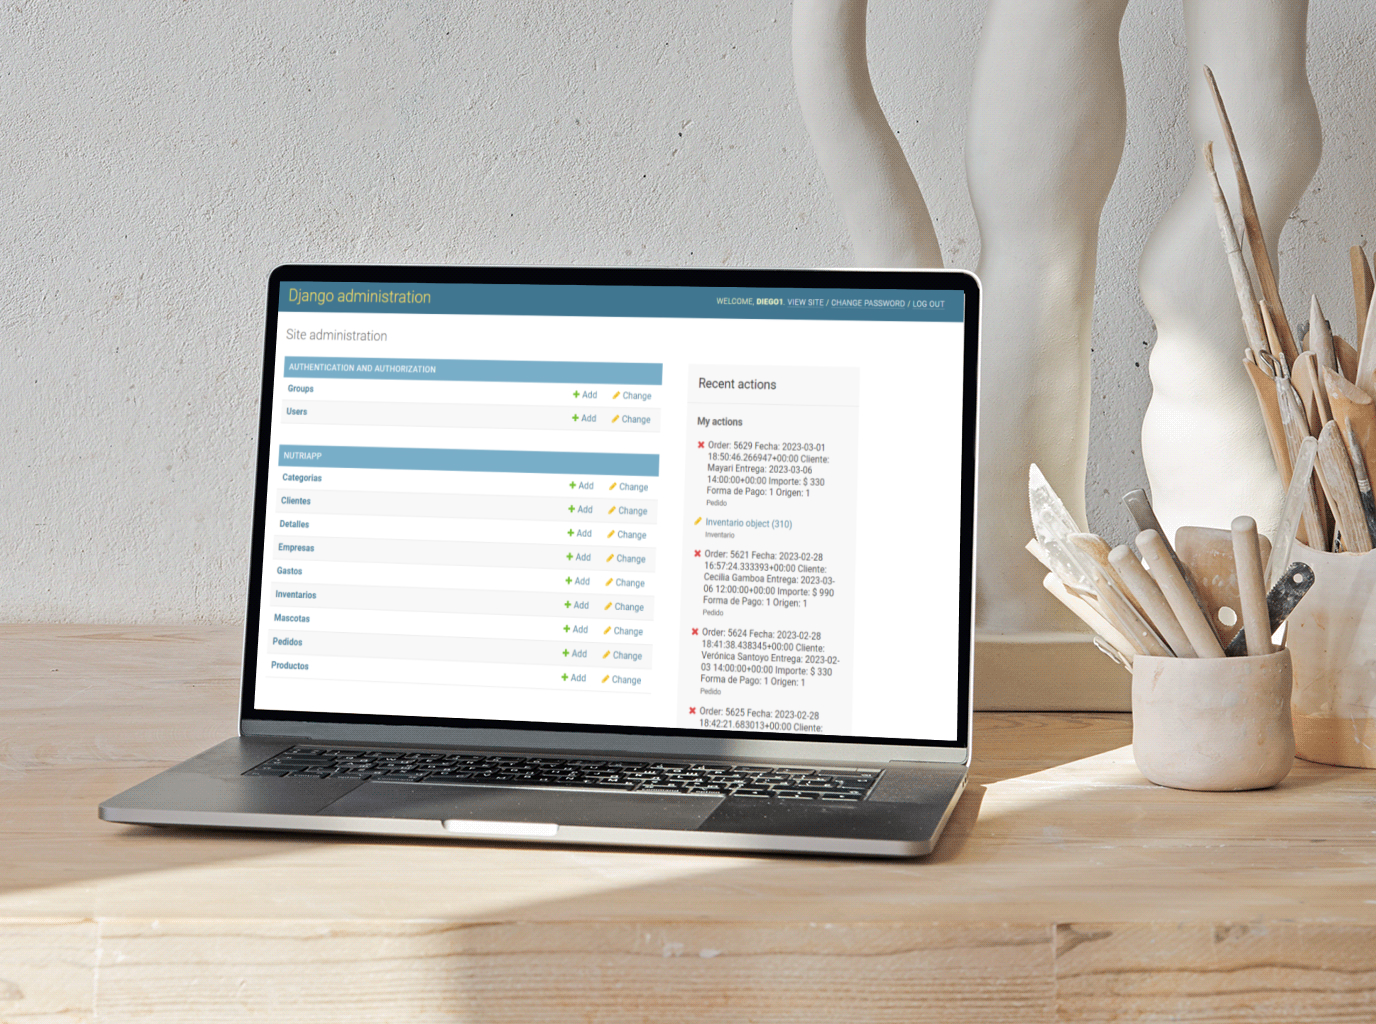 Django administration
WELCOME, DIEGO1. VIEW SITE / CHANGE PASSWORD / LOG OUT
Site administration
AUTHENTICATION AND AUTHORIZATION
Groups
Add
Change
Users
Add
Change
NUTRIAPP
Categorias
Add
Change
Clientes
Add
Change
Detalles
Add
Change
Empresas
Add
Change
Gastos
Add
Change
Inventarios
Add
Change
Mascotas
Add
Change
Pedidos
Add
Change
Productos
Add
Change
Recent actions
My actions
Order: 5629 Fecha: 2023-03-01
18:50:46.266947+00:00 Cliente:
Mayari Entrega: 2023-03-06
14:00:00+00:00 Importe: $ 330
Forma de Pago: 1 Origen: 1
Pedido
Inventario object (310)
Inventario
Order: 5621 Fecha: 2023-02-28
16:57:24.333393+00:00 Cliente:
Cecilia Gamboa Entrega: 2023-03-
06 12:00:00+00:00 Importe: $ 990
Forma de Pago: 1 Origen: 1
Pedido
Order: 5624 Fecha: 2023-02-28
18:41:38.438345+00:00 Cliente:
Verónica Santoyo Entrega: 2023-02-
03 14:00:00+00:00 Importe: $ 330
Forma de Pago: 1 Origen: 1
Pedido
Order: 5625 Fecha: 2023-02-28
18:42:21.683013+00:00 Cliente: